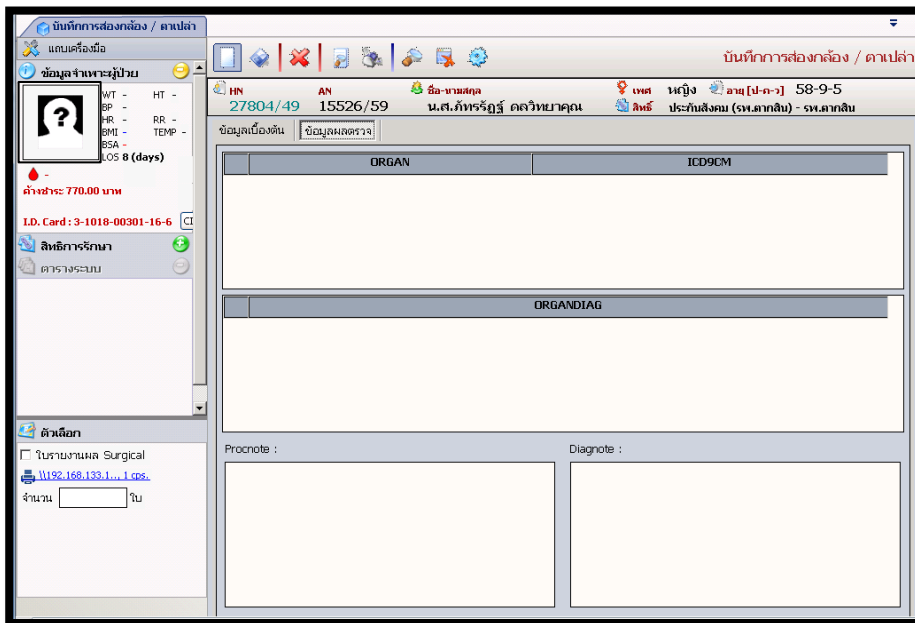 บันทึกการส่องกล้อง / ตาเปล่า
แถบเครื่องมือ
ข้อมูลจำเพาะผู้ป่วย
WT - HT -
BP -
HR - RR -
BMI - TEMP -
BSA -
LOS 8 (days)
-
ค้างชำระ 770.00 บาท
I.D. Card : 3-1018-00301-16-6
สิทธิการรักษา
ตารางระบบ
ตัวเลือก
ใบรายงานผล Surgical
\\192.168.133.1..., 1 cps.
จำนวน ใบ
บันทึกการส่องกล้อง / ตาเปล่า
HN AN ชื่อ-นามสกุล เพศ หญิง อายุ [ป-ด-ว] 58-9-5
27804/49 15526/59 น.ส.ภัทรรัฏฐ์ ดลวิทยาคุณ สิทธิ์ ประกันสังคม (รพ.ตากสิน) - รพ.ตากสิน
ข้อมูลเบื้องต้น ข้อมูลผลตรวจ
ORGAN ICD9CM
ORGANDIAG
Procnote : Diagnote :